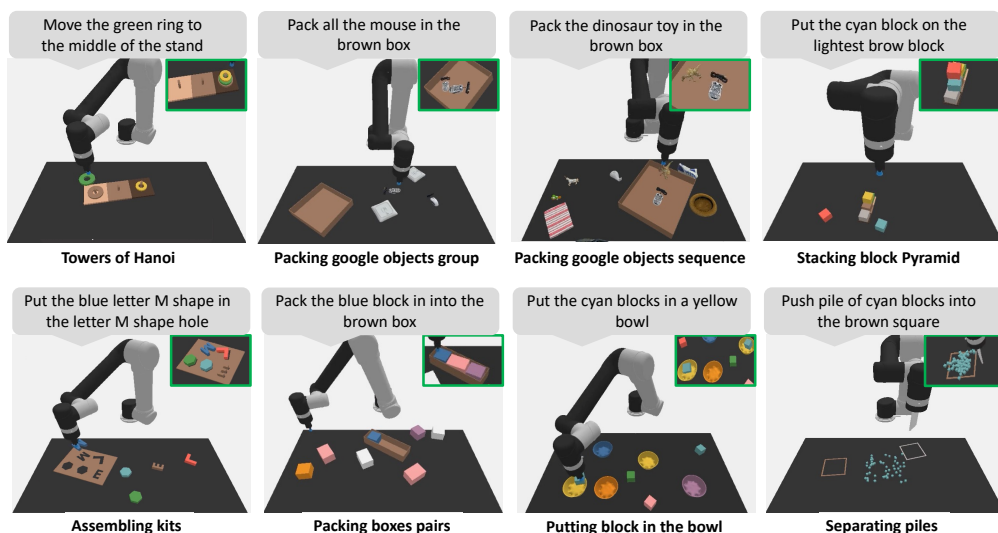 Move the green ring to
the middle of the stand
Pack all the mouse in the
brown box
Pack the dinosaur toy in the
brown box
Put the cyan block on the
lightest brow block
Towers of Hanoi
Packing google objects group
Packing google objects sequence
Stacking block Pyramid
Put the blue letter M shape in
the letter M shape hole
Pack the blue block in into the
brown box
Put the cyan blocks in a yellow
bowl
Push pile of cyan blocks into
the brown square
Assembling kits
Packing boxes pairs
Putting block in the bowl
Separating piles